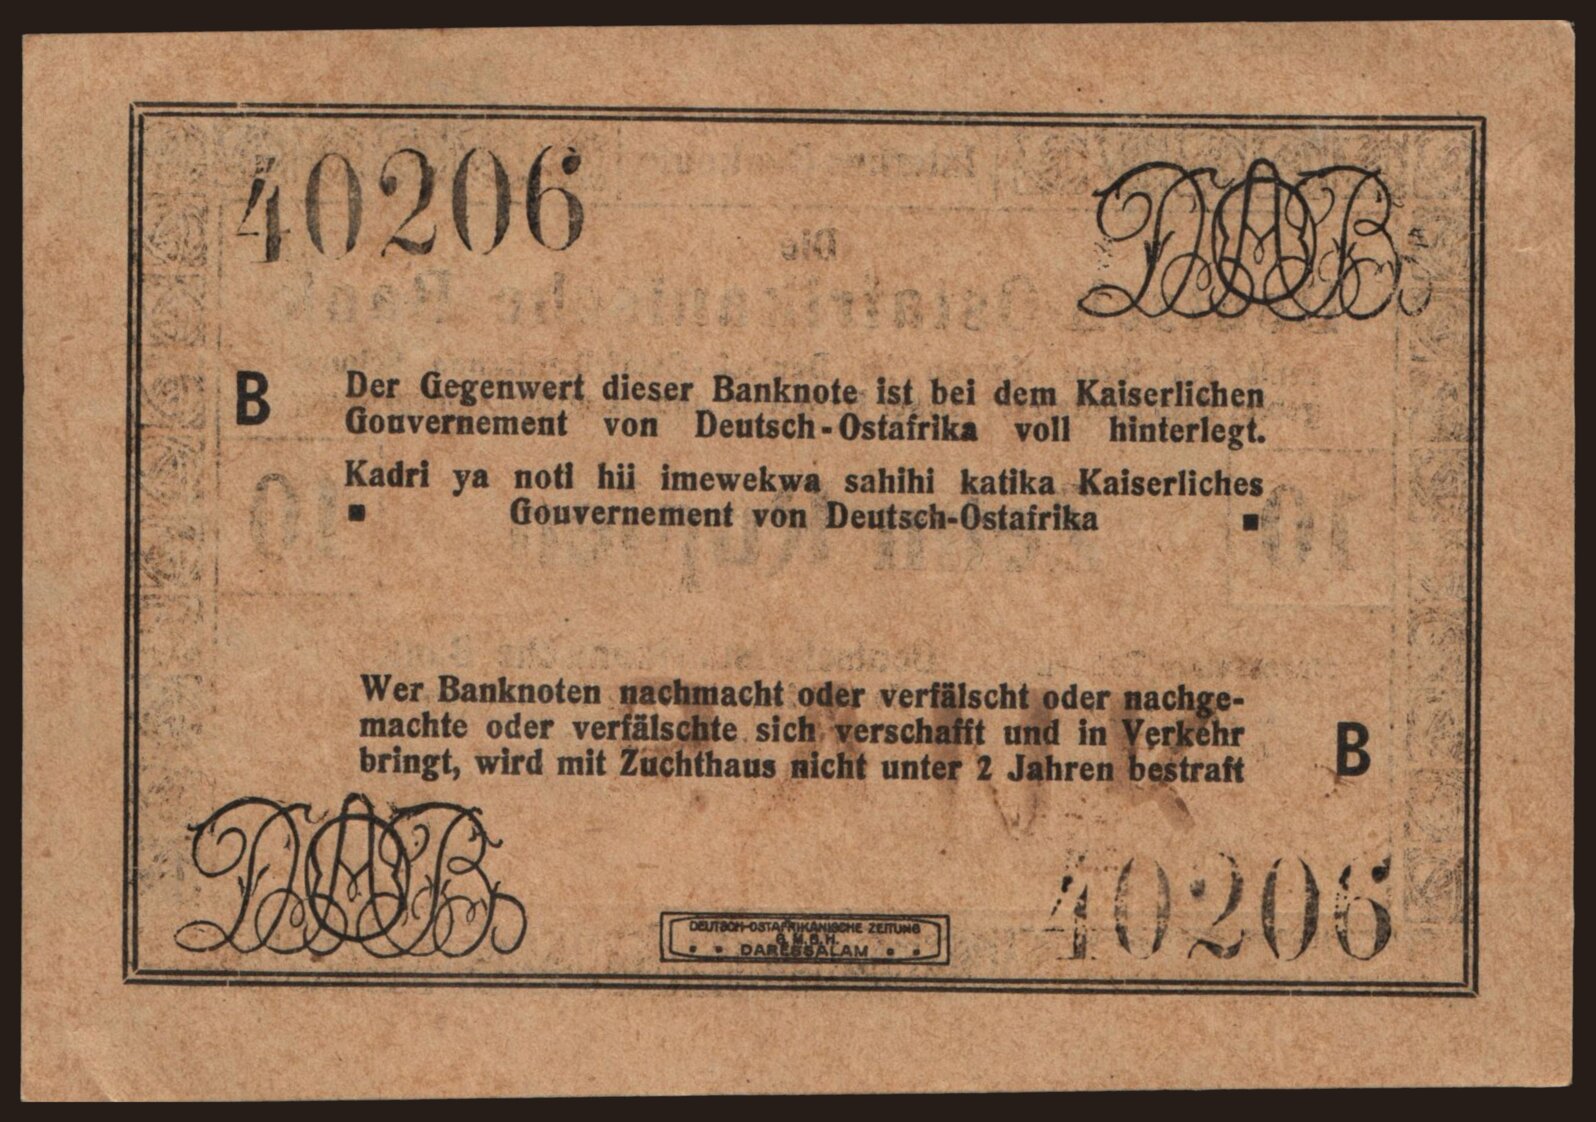 40206
DOAB
B
Der Gegenwert dieser Banknote ist bei dem Kaiserlichen
Gouvernement von Deutsch-Ostafrika voll hinterlegt.
Kadri ya noti hii imewekwa sahihi katika Kaiserliches
Gouvernement von Deutsch-Ostafrika
Wer Banknoten nachmacht oder verfälscht oder nachge-
machte oder verfälschte sich verschafft und in Verkehr
bringt, wird mit Zuchthaus nicht unter 2 Jahren bestraft
B
DOAB
DEUTSCH-OSTAFRIKANISCHE ZEITUNG
G.M.B.H.
DARESSALAM
40206